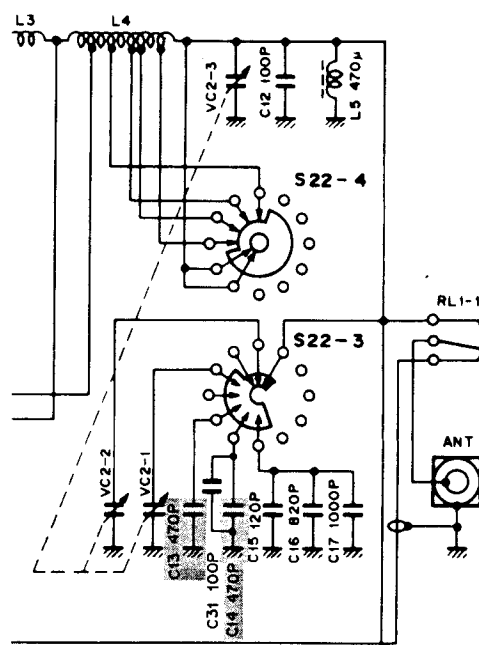 L3
L4
VC2-3
C12 100P
L5 470μ
S22-4
RL1-1
S22-3
ANT
VC2-2
VC2-1
C13 470P
C31 100P
C14 470P
C15 120P
C16 820P
C17 1000P